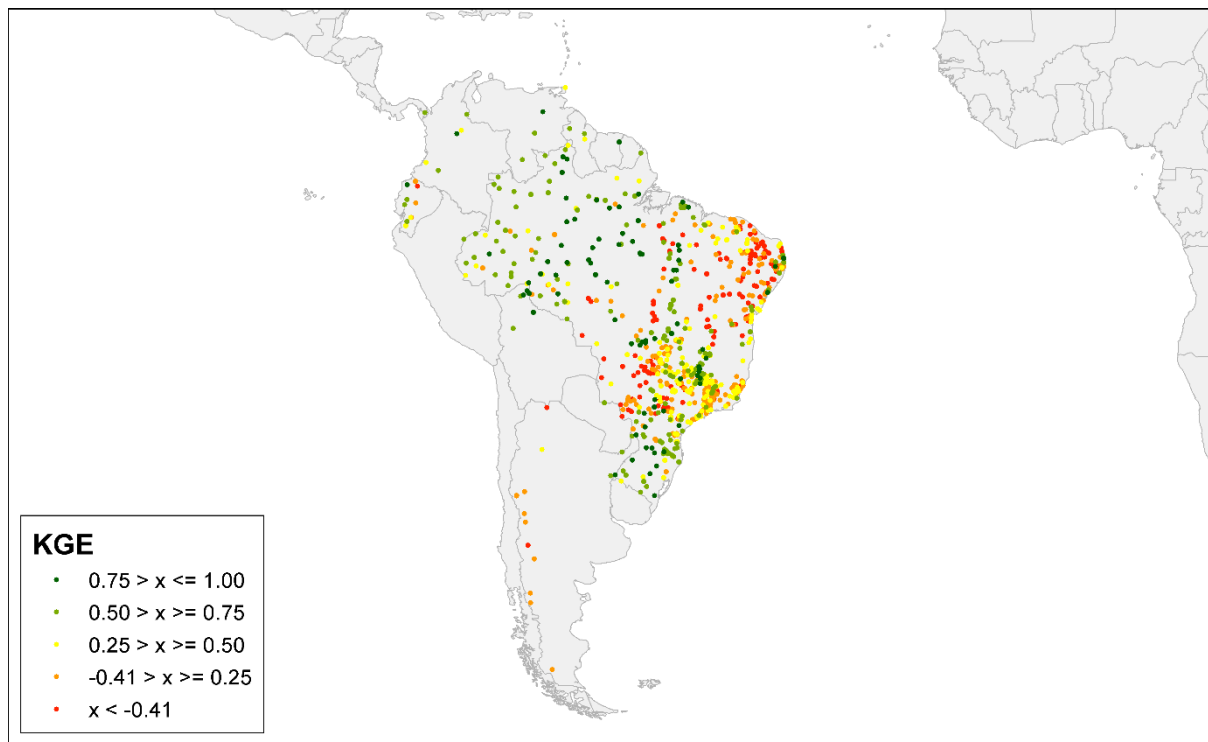 KGE
0.75 > x <= 1.00
0.50 > x >= 0.75
0.25 > x >= 0.50
-0.41 > x >= 0.25
x < -0.41